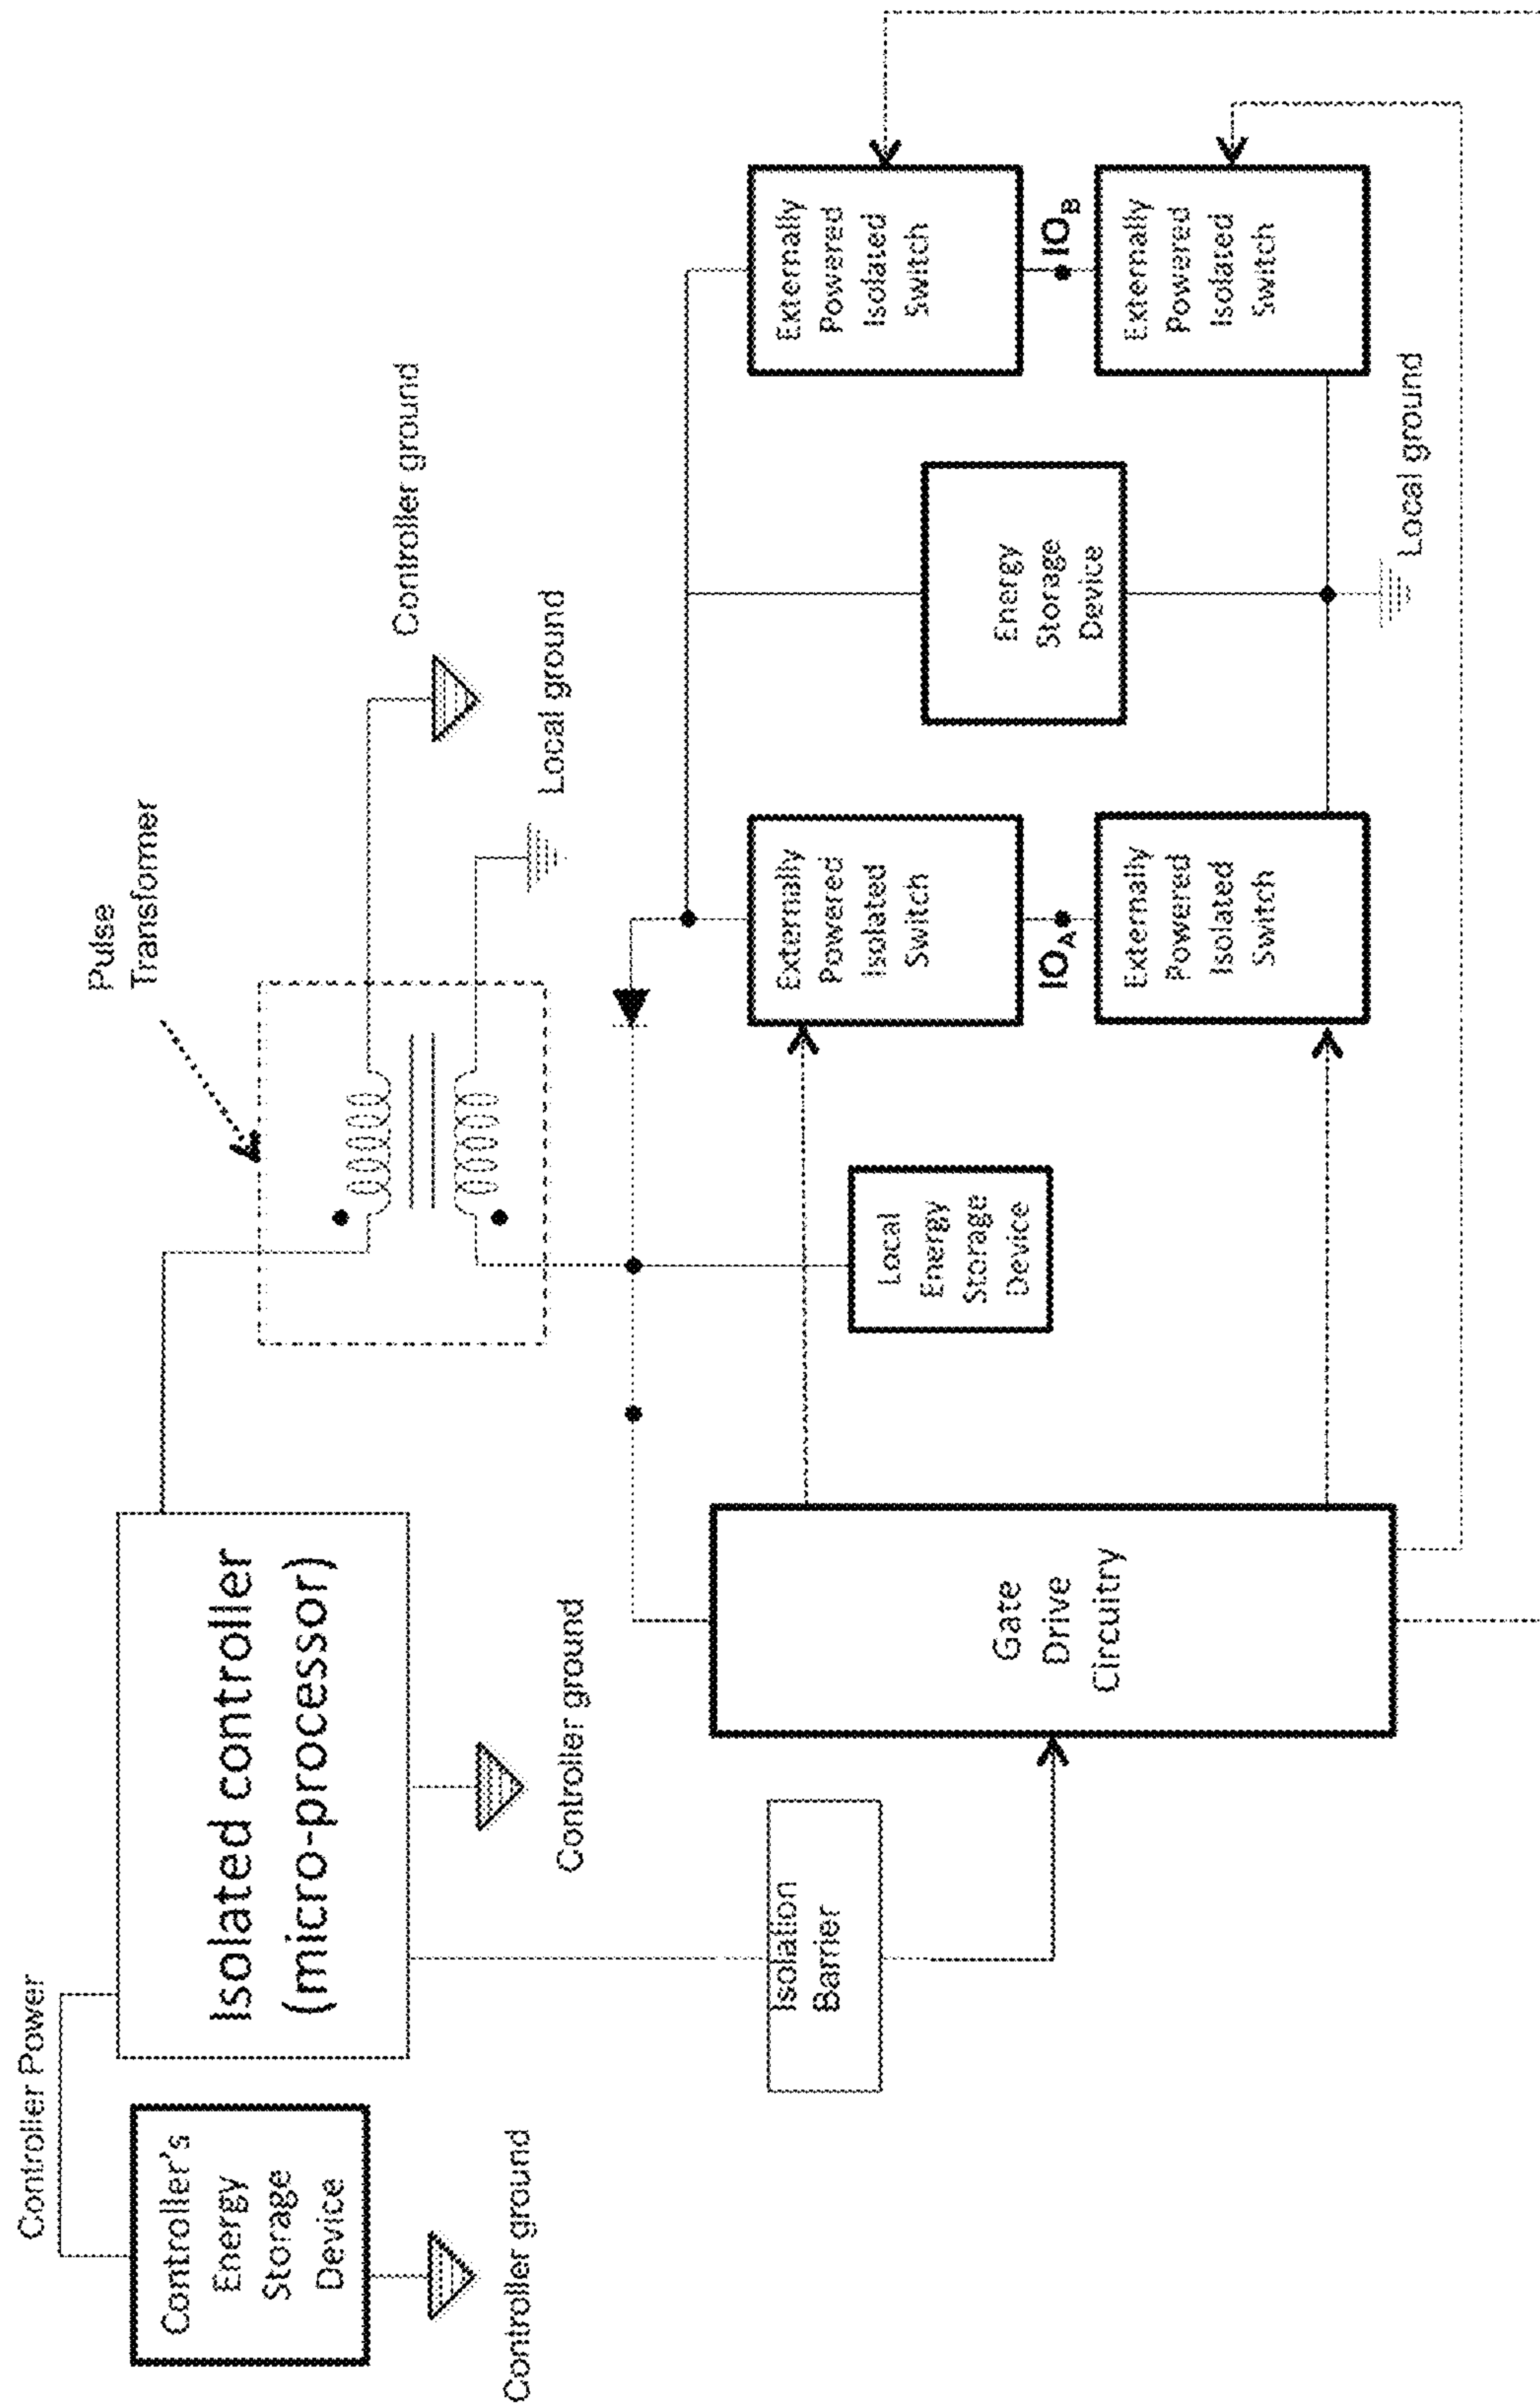 Controller Power
Controller's
Energy
Storage
Device
Controller ground
Isolated controller
(micro-processor)
Controller ground
Pulse
Transformer
Controller ground
Local ground
Isolation
Barrier
Gate
Drive
Circuitry
Local
Energy
Storage
Device
Externally
Powered
Isolated
Switch
IOA
Externally
Powered
Isolated
Switch
Energy
Storage
Device
Local ground
Externally
Powered
Isolated
Switch
IOB
Externally
Powered
Isolated
Switch